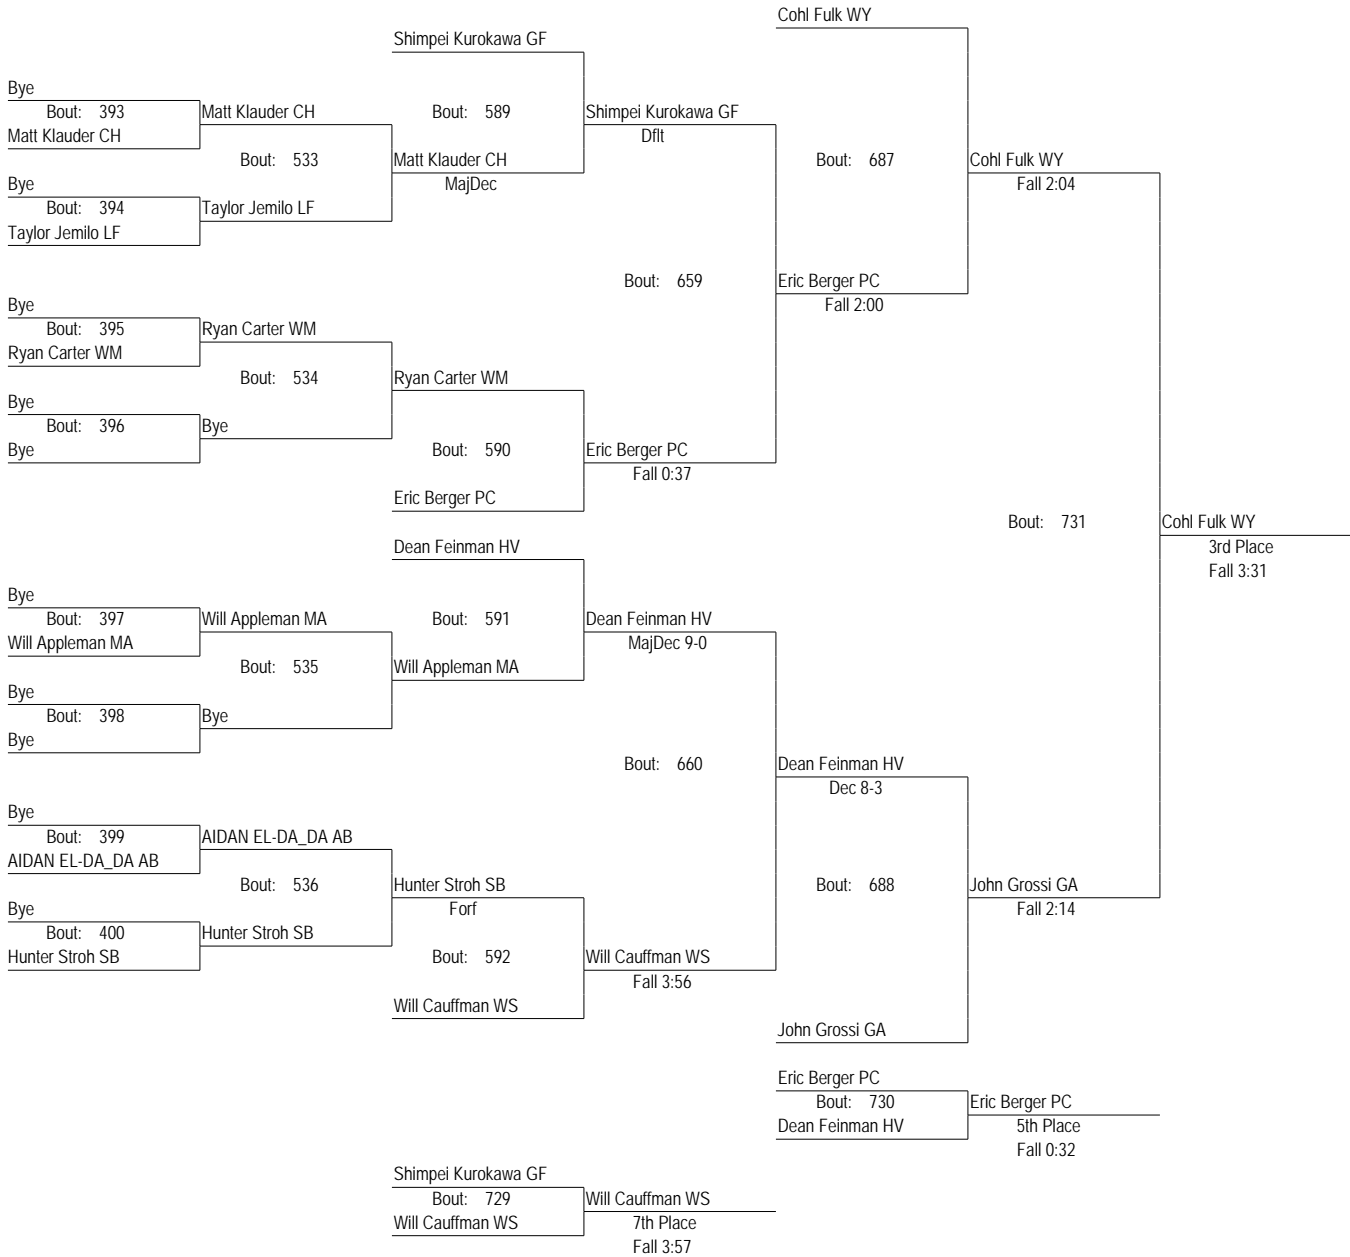 Cohl Fulk WY
Shimpei Kurokawa GF
Bye
Bout: 393
Matt Klauder CH
Bout: 589
Shimpei Kurokawa GF
Matt Klauder CH
Dflt
Bout: 533
Matt Klauder CH
Bout: 687
Cohl Fulk WY
Bye
MajDec
Fall 2:04
Bout: 394
Taylor Jemilo LF
Taylor Jemilo LF
Bout: 659
Eric Berger PC
Bye
Fall 2:00
Bout: 395
Ryan Carter WM
Ryan Carter WM
Bout: 534
Ryan Carter WM
Bye
Bout: 396
Bye
Bye
Bout: 590
Eric Berger PC
Fall 0:37
Eric Berger PC
Bout: 731
Cohl Fulk WY
Dean Feinman HV
3rd Place
Fall 3:31
Bye
Bout: 397
Will Appleman MA
Bout: 591
Dean Feinman HV
Will Appleman MA
MajDec 9-0
Bout: 535
Will Appleman MA
Bye
Bout: 398
Bye
Bye
Bout: 660
Dean Feinman HV
Dec 8-3
Bye
Bout: 399
AIDAN EL-DA_DA AB
AIDAN EL-DA_DA AB
Bout: 536
Hunter Stroh SB
Bout: 688
John Grossi GA
Bye
Forf
Fall 2:14
Bout: 400
Hunter Stroh SB
Hunter Stroh SB
Bout: 592
Will Cauffman WS
Fall 3:56
Will Cauffman WS
John Grossi GA
Eric Berger PC
Bout: 730
Eric Berger PC
Dean Feinman HV
5th Place
Fall 0:32
Shimpei Kurokawa GF
Bout: 729
Will Cauffman WS
Will Cauffman WS
7th Place
Fall 3:57